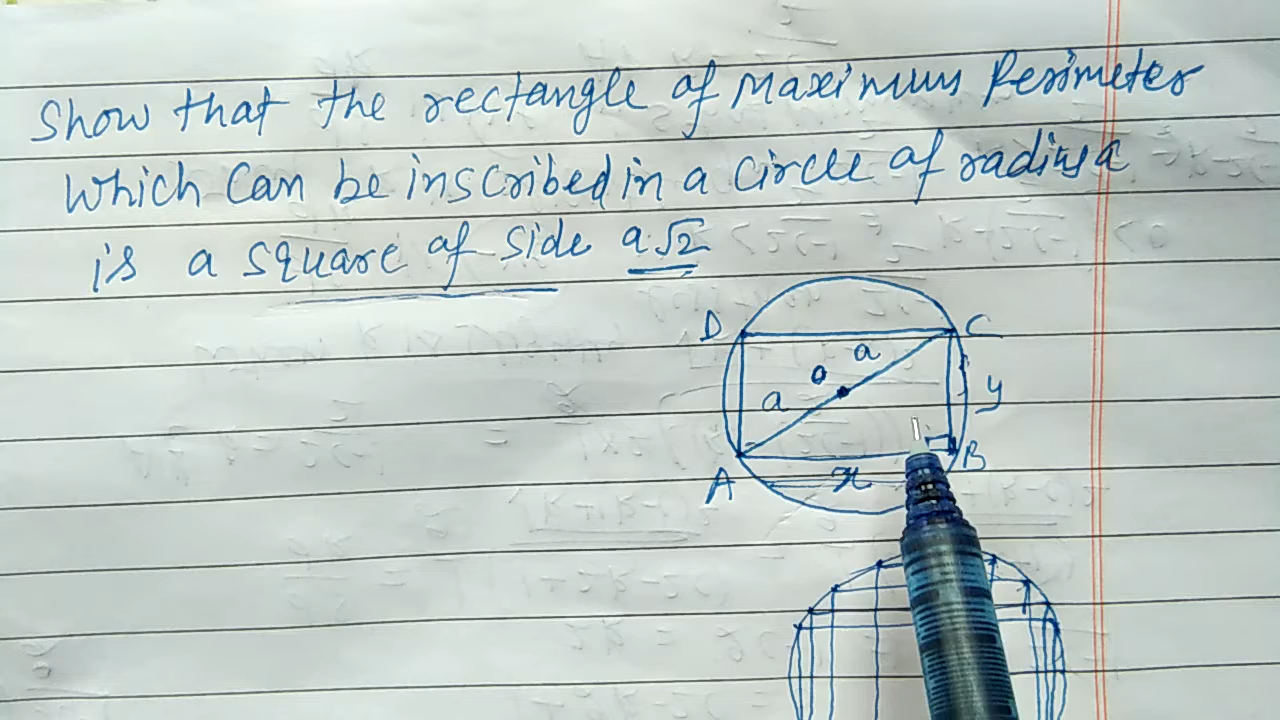 Show that the rectangle of Maximum Perimeter
Which Can be inscribed in a Circle of radius a
is a square of side a√2
D C
a
o
a y
A x B